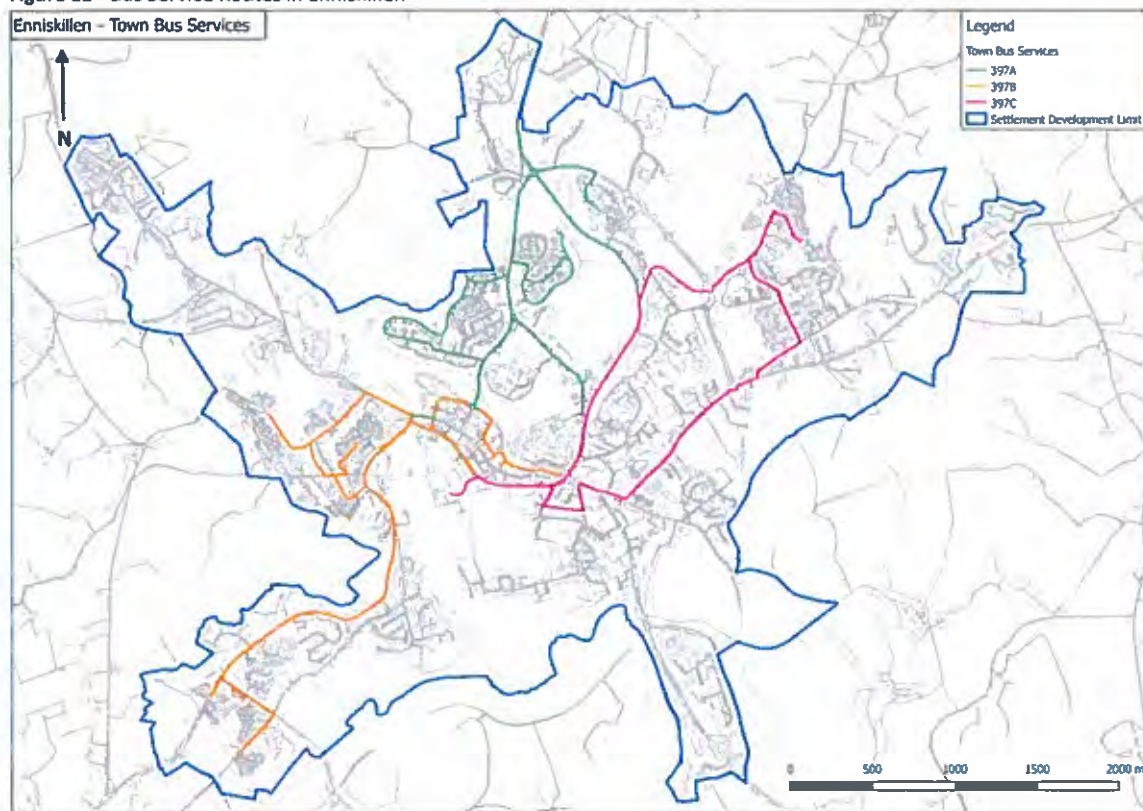 Enniskillen - Town Bus Services
N
Legend
Town Bus Services
397A
397B
397C
Settlement Development Limit
0 500 1000 1500 2000 m